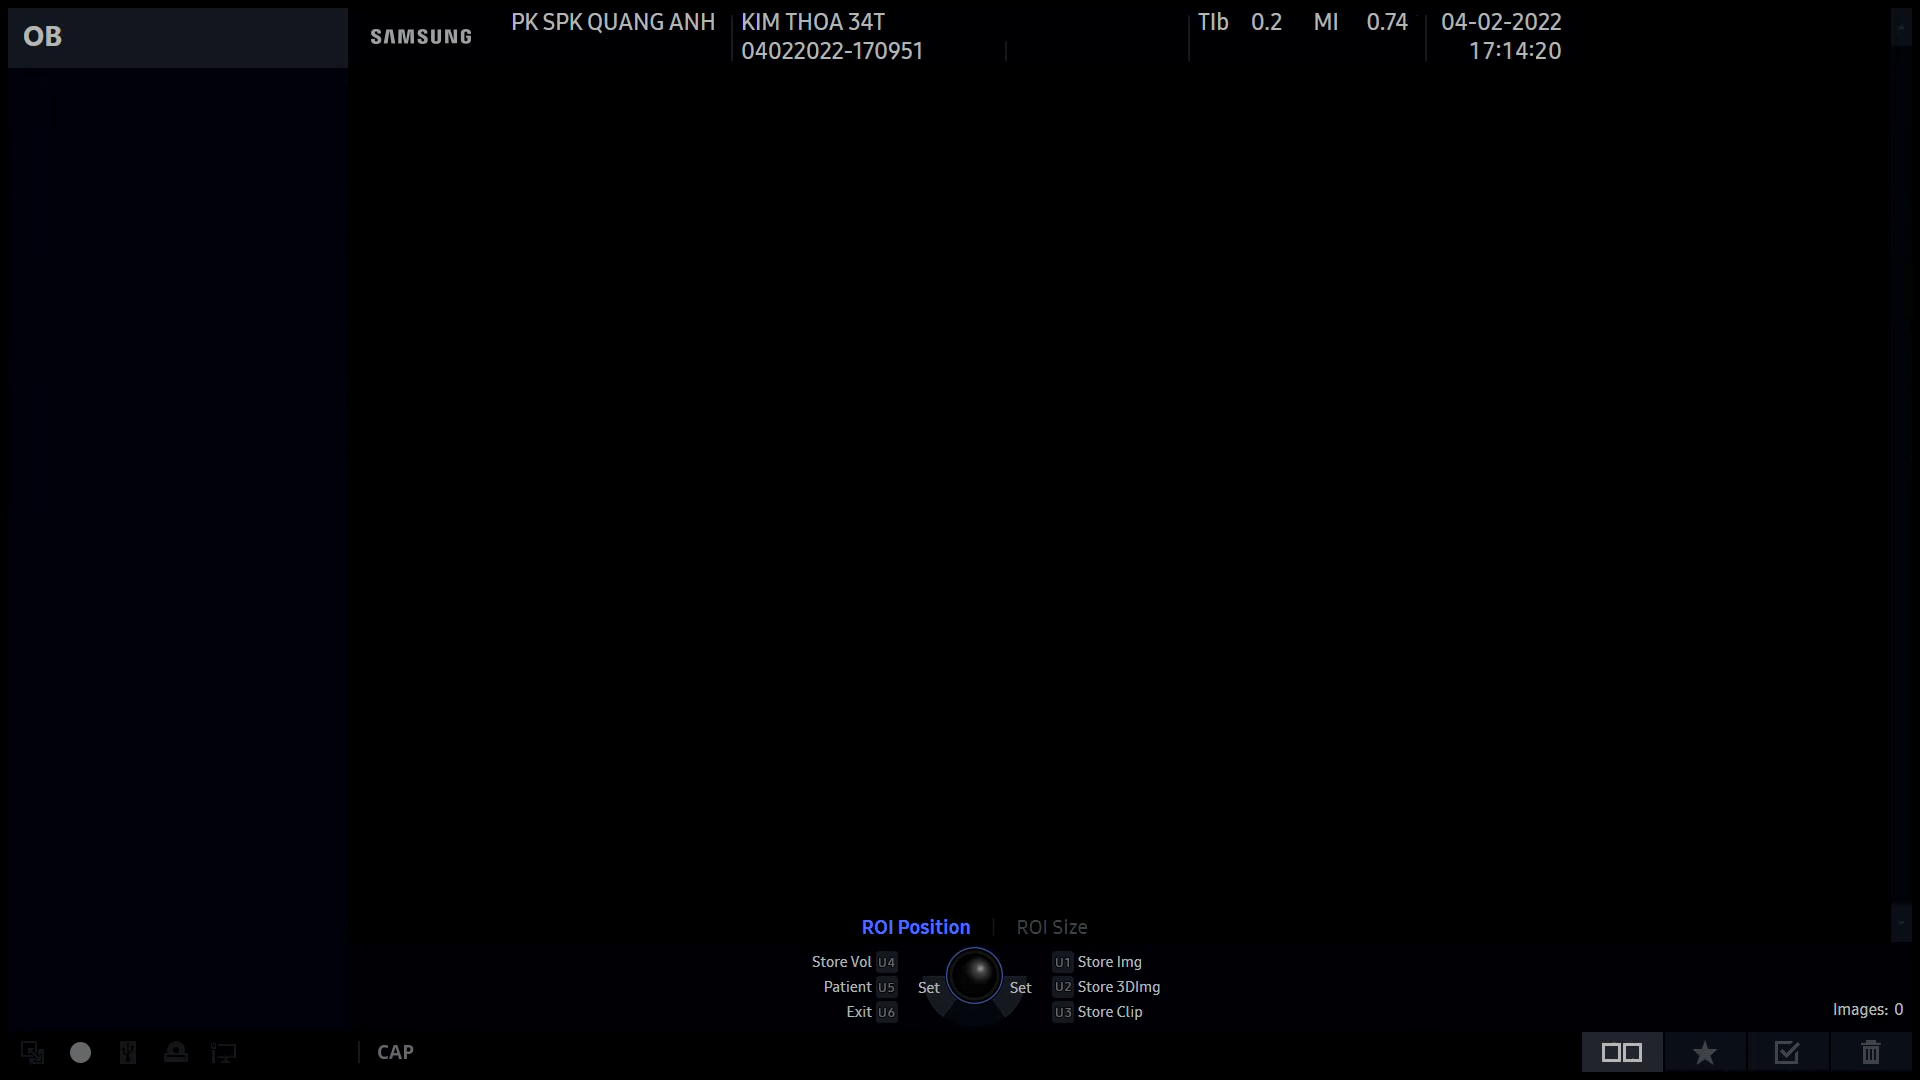 OB
SAMSUNG
PK SPK QUANG ANH
KIM THOA 34T
04022022-170951
TIb 0.2 MI 0.74
04-02-2022
17:14:20
ROI Position
ROI Size
Store Vol U4
Patient U5
Exit U6
Set
Set
U1 Store Img
U2 Store 3DImg
U3 Store Clip
Images: 0
CAP